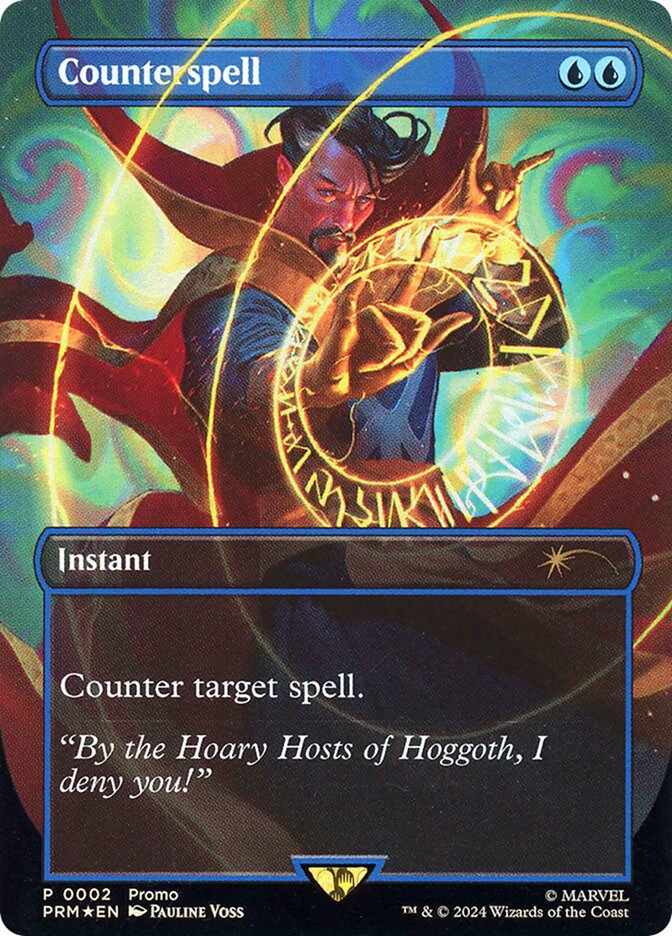 Counterspell
Instant
Counter target spell.
“By the Hoary Hosts of Hoggoth, I
deny you!”
P 0002 Promo
PRM★EN Pauline Voss
© MARVEL
™ & © 2024 Wizards of the Coast